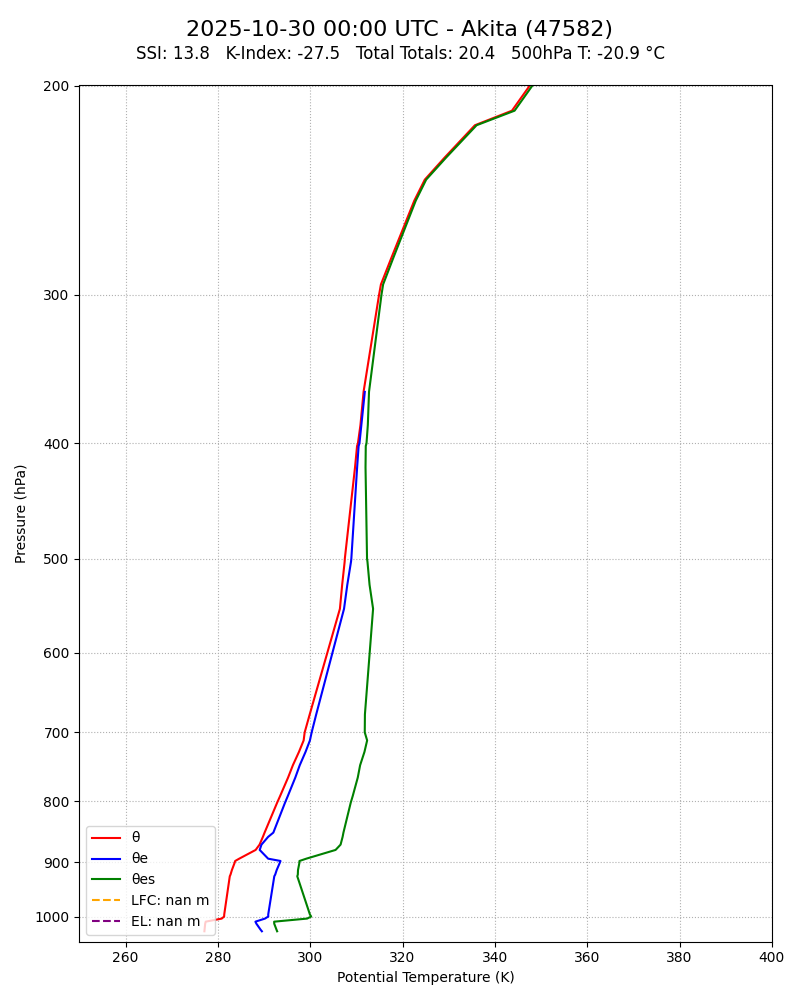 2025-10-30 00:00 UTC - Akita (47582)
SSI: 13.8   K-Index: -27.5   Total Totals: 20.4   500hPa T: -20.9 °C
200
300
400
500
600
700
800
900
1000
Pressure (hPa)
θ
θe
θes
LFC: nan m
EL: nan m
260 280 300 320 340 360 380 400
Potential Temperature (K)